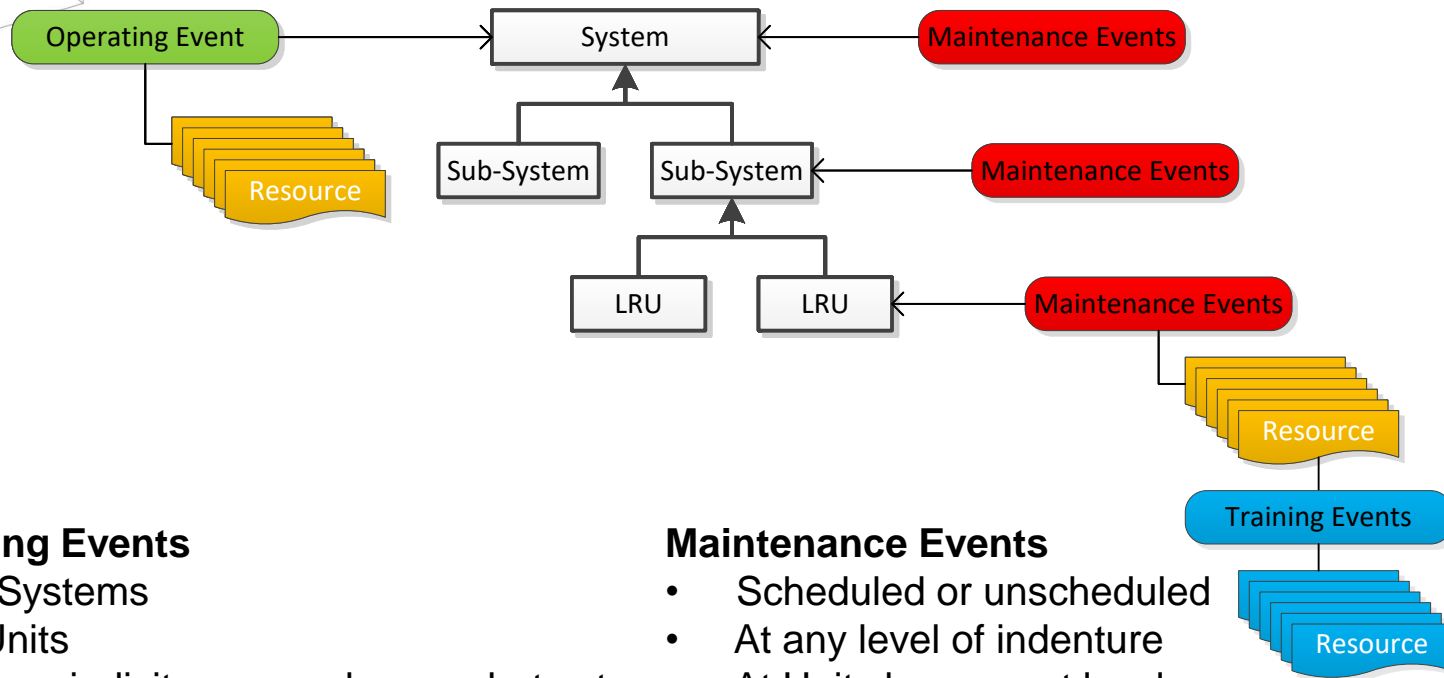 Operating Event
System
Maintenance Events
Sub-System
Sub-System
Maintenance Events
Resource
LRU
LRU
Maintenance Events
Resource
Training Events
Resource
ng Events
Systems
Maintenance Events
• Scheduled or unscheduled
• At any level of indenture